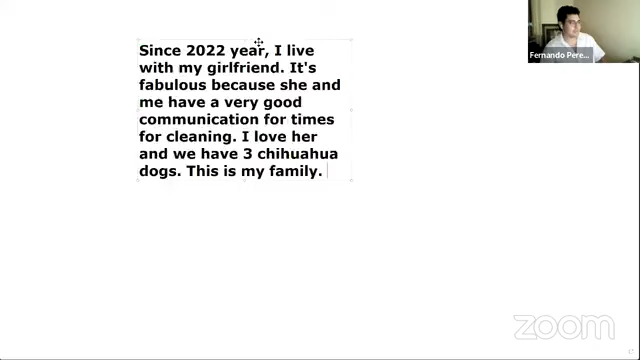 Since 2022 year, I live
with my girlfriend. It's
fabulous because she and
me have a very good
communication for times
for cleaning. I love her
and we have 3 chihuahua
dogs. This is my family.
Fernando Pere...
zoom